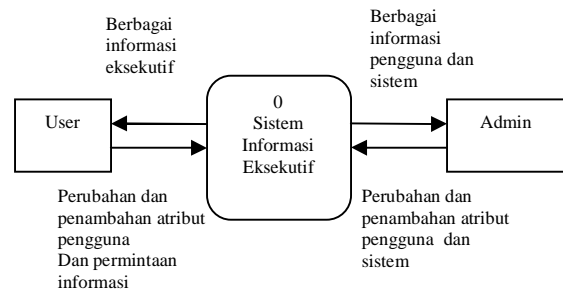 Berbagai
informasi
eksekutif
Berbagai
informasi
pengguna dan
sistem
User
0
Sistem
Informasi
Eksekutif
Admin
Perubahan dan
penambahan atribut
pengguna
Dan permintaan
informasi
Perubahan dan
penambahan atribut
pengguna dan
sistem